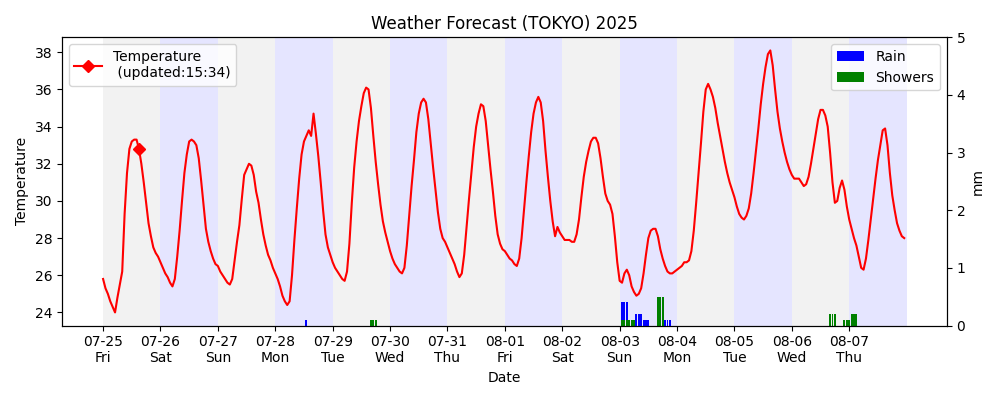 Weather Forecast (TOKYO) 2025
Temperature
(updated:15:34)
Rain
Showers
Temperature
38
36
34
32
30
28
26
24
5
4
3
2
1
0
mm
07-25 07-26 07-27 07-28 07-29 07-30 07-31 08-01 08-02 08-03 08-04 08-05 08-06 08-07
Fri Sat Sun Mon Tue Wed Thu Fri Sat Sun Mon Tue Wed Thu
Date